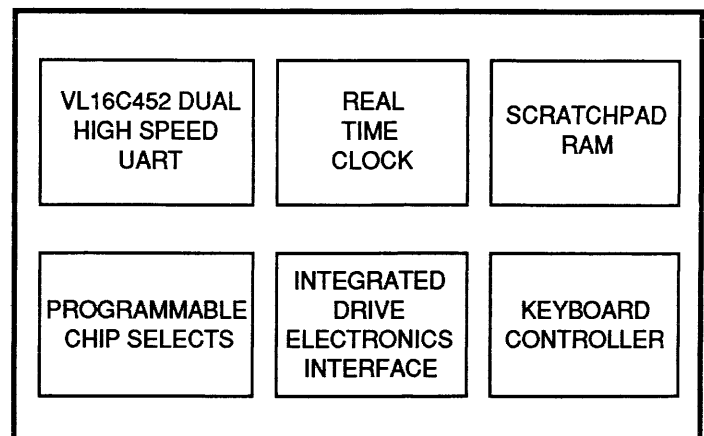 VL16C452 DUAL
HIGH SPEED
UART
REAL
TIME
CLOCK
SCRATCHPAD
RAM
PROGRAMMABLE
CHIP SELECTS
INTEGRATED
DRIVE
ELECTRONICS
INTERFACE
KEYBOARD
CONTROLLER